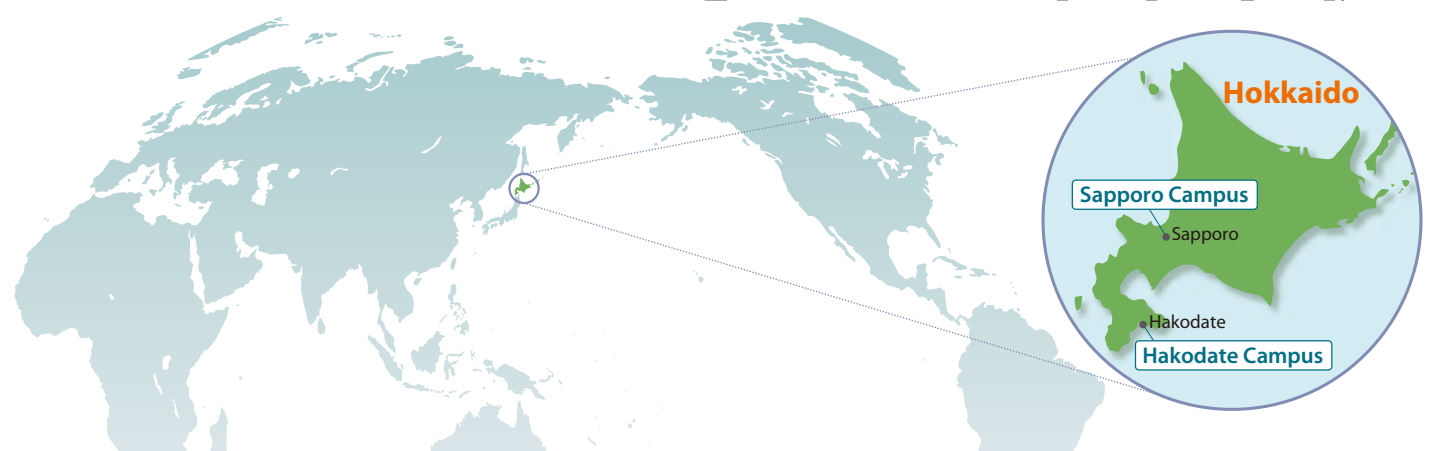 Hokkaido
Sapporo Campus
Sapporo
Hakodate
Hakodate Campus